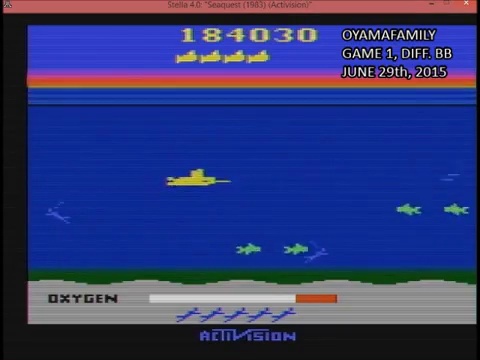 Stella 4.0: "Seaquest (1983) (Activision)"
184030
OYAMAFAMILY
GAME 1, DIFF. BB
JUNE 29th, 2015
OXYGEN
ACTIVISION